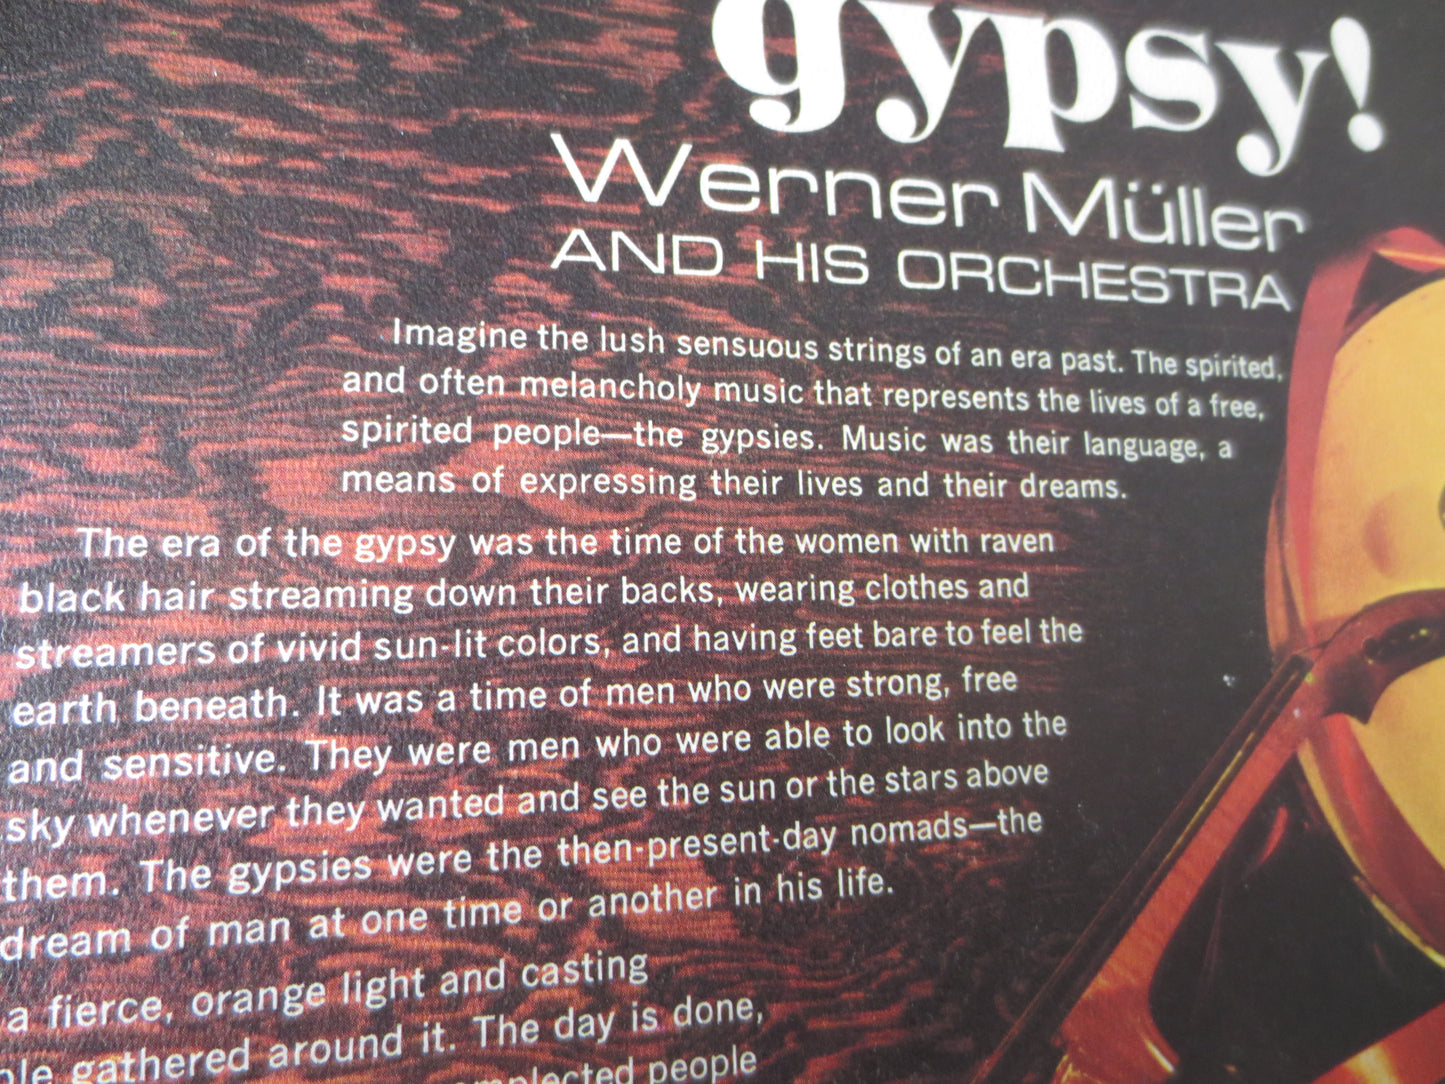 gypsy!
Werner Müller
AND HIS ORCHESTRA
Imagine the lush sensuous strings of an era past. The spirited,
and often melancholy music that represents the lives of a free,
spirited people—the gypsies. Music was their language, a
means of expressing their lives and their dreams.
The era of the gypsy was the time of the women with raven
black hair streaming down their backs, wearing clothes and
streamers of vivid sun-lit colors, and having feet bare to feel the
earth beneath. It was a time of men who were strong, free
and sensitive. They were men who were able to look into the
sky whenever they wanted and see the sun or the stars above
them. The gypsies were the then-present-day nomads—the
dream of man at one time or another in his life.
a fierce, orange light and casting
gathered around it. The day is done,
people